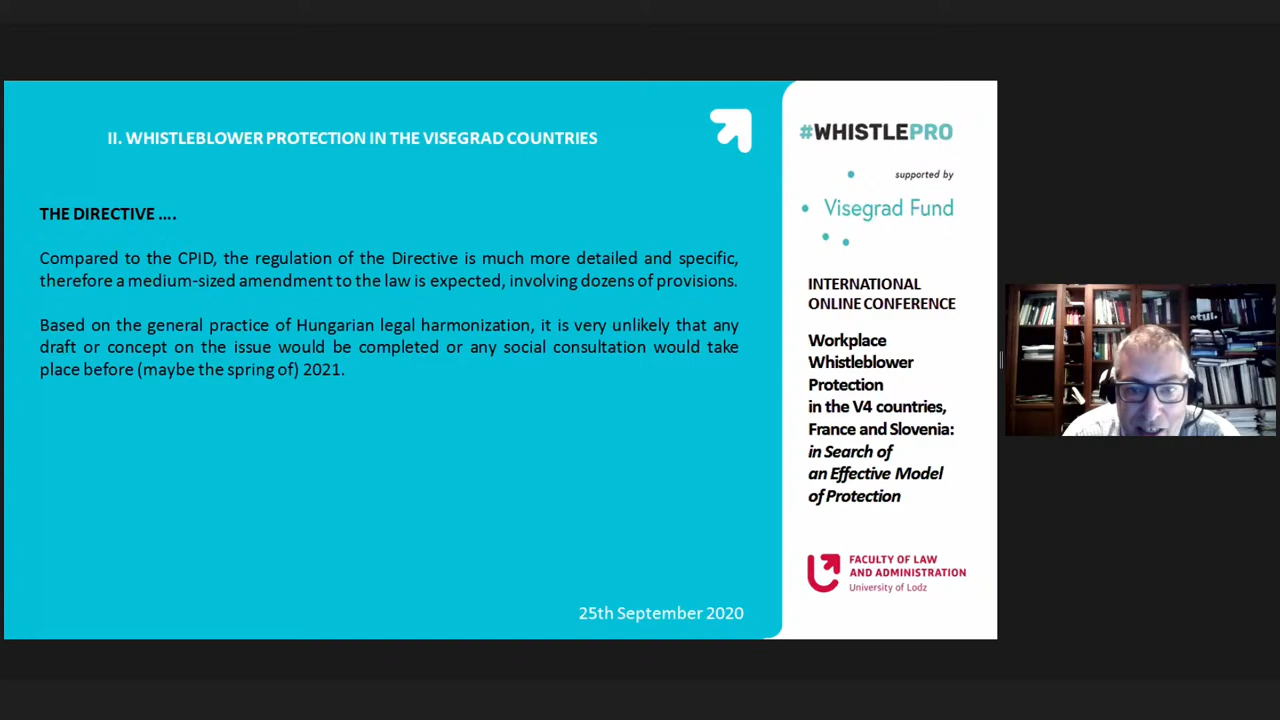 II. WHISTLEBLOWER PROTECTION IN THE VISEGRAD COUNTRIES
THE DIRECTIVE ....
Compared to the CPID, the regulation of the Directive is much more detailed and specific,
therefore a medium-sized amendment to the law is expected, involving dozens of provisions.
Based on the general practice of Hungarian legal harmonization, it is very unlikely that any
draft or concept on the issue would be completed or any social consultation would take
place before (maybe the spring of) 2021.
25th September 2020
#WHISTLEPRO
supported by
Visegrad Fund
INTERNATIONAL
ONLINE CONFERENCE
Workplace
Whistleblower
Protection
in the V4 countries,
France and Slovenia:
in Search of
an Effective Model
of Protection
FACULTY OF LAW
AND ADMINISTRATION
University of Lodz